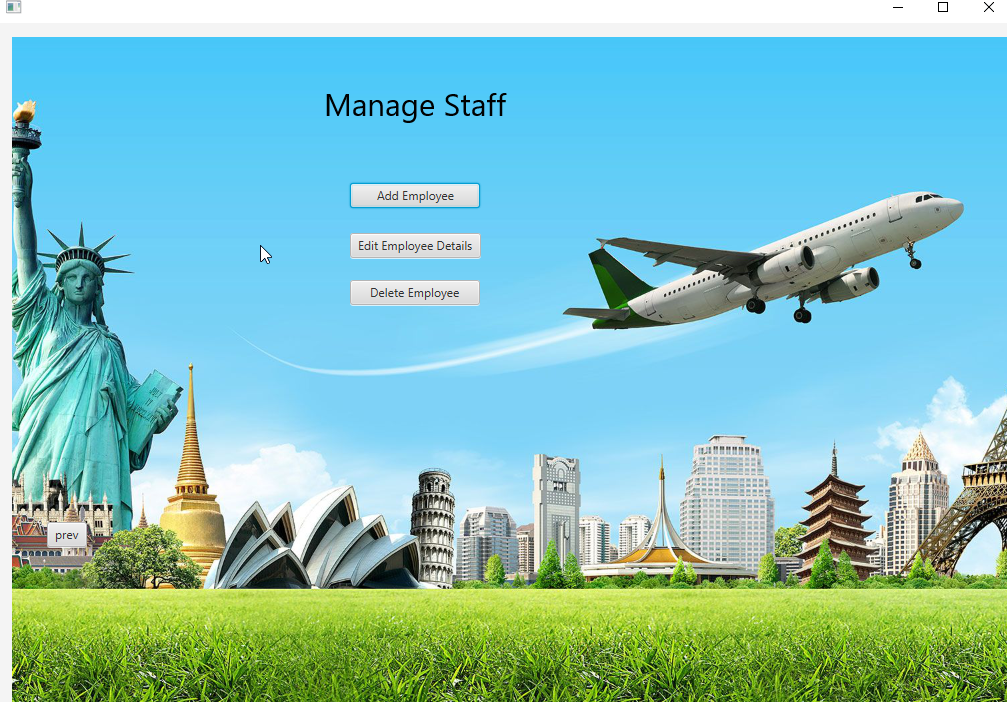 Manage Staff
Add Employee
Edit Employee Details
Delete Employee
prev